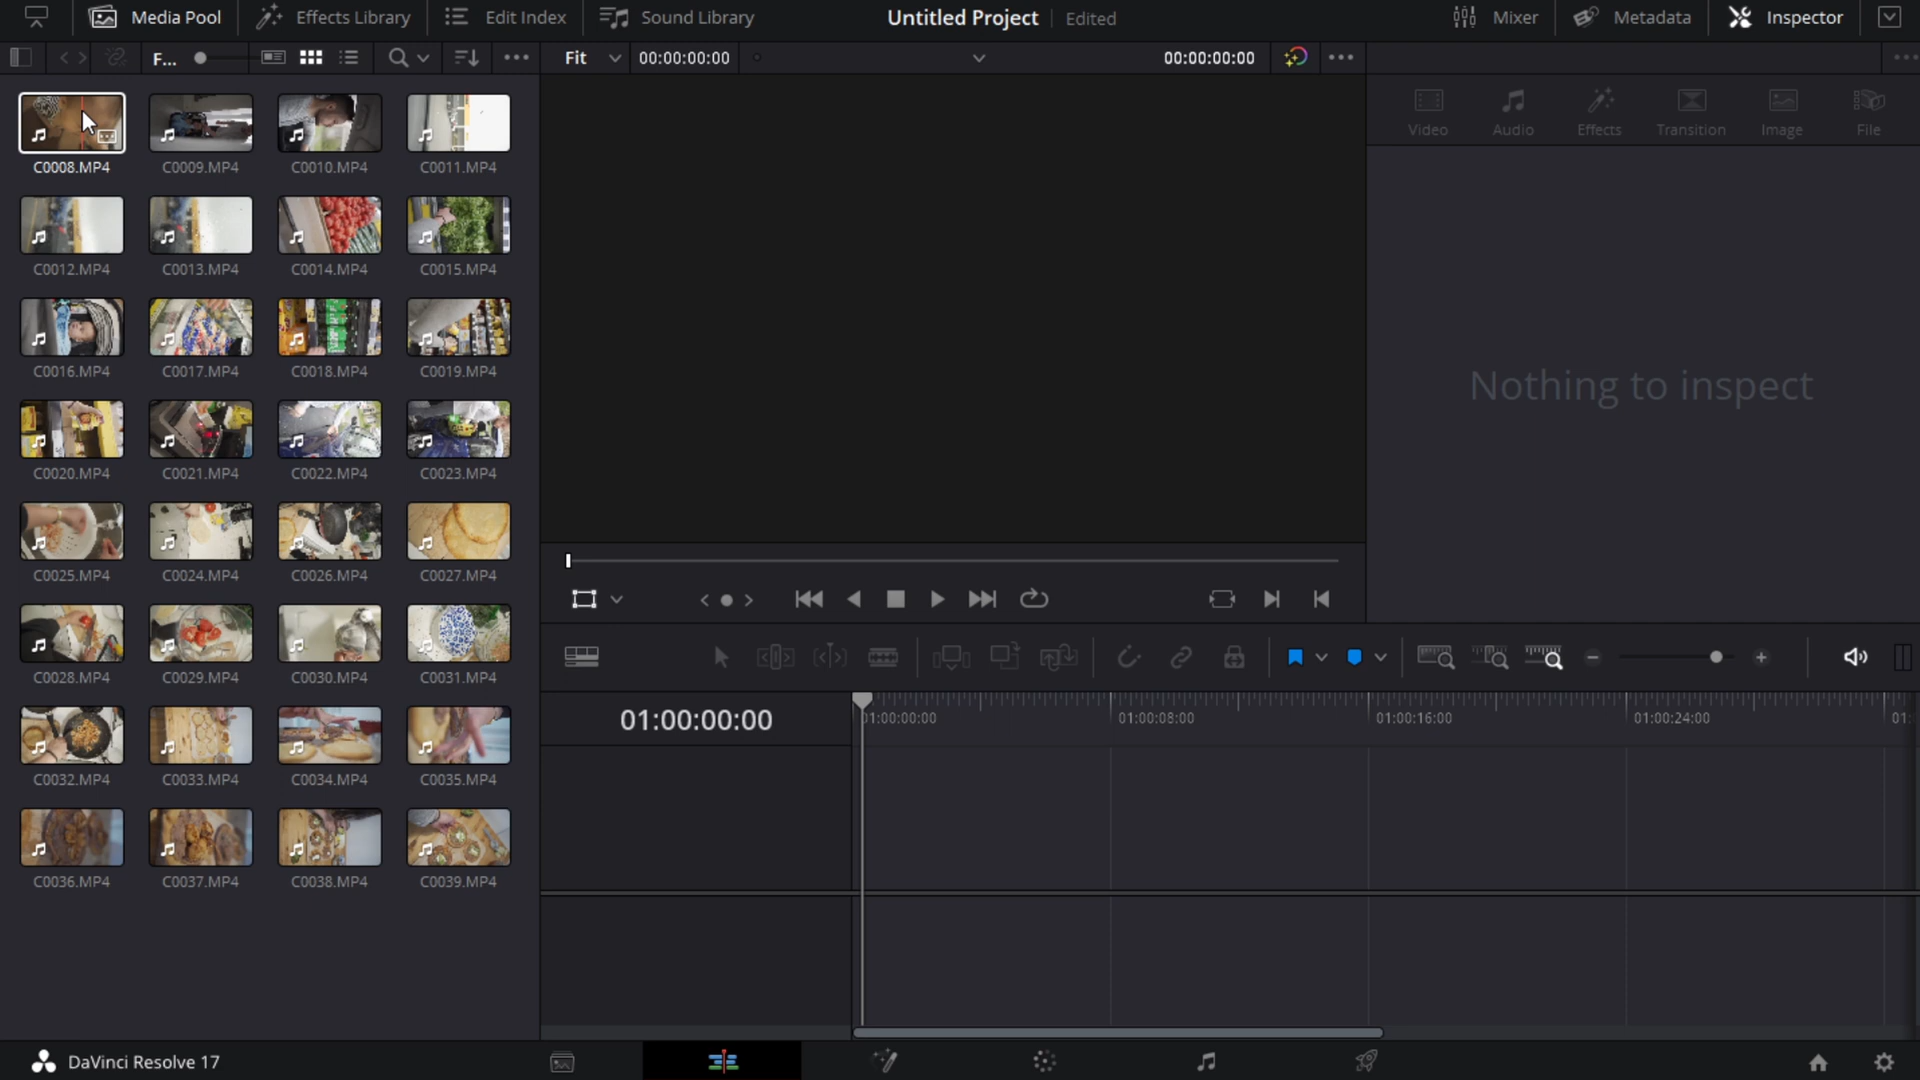 Media Pool
Effects Library
Edit Index
Sound Library
Untitled Project
Edited
Mixer
Metadata
Inspector
F...
Fit
00:00:00:00
00:00:00:00
Video
Audio
Effects
Transition
Image
File
C0008.MP4
C0009.MP4
C0010.MP4
C0011.MP4
C0012.MP4
C0013.MP4
C0014.MP4
C0015.MP4
C0016.MP4
C0017.MP4
C0018.MP4
C0019.MP4
Nothing to inspect
C0020.MP4
C0021.MP4
C0022.MP4
C0023.MP4
C0025.MP4
C0024.MP4
C0026.MP4
C0027.MP4
C0028.MP4
C0029.MP4
C0030.MP4
C0031.MP4
C0032.MP4
C0033.MP4
C0034.MP4
C0035.MP4
C0036.MP4
C0037.MP4
C0038.MP4
C0039.MP4
01:00:00:00
01:00:00:00
01:00:08:00
01:00:16:00
01:00:24:00
01:
DaVinci Resolve 17